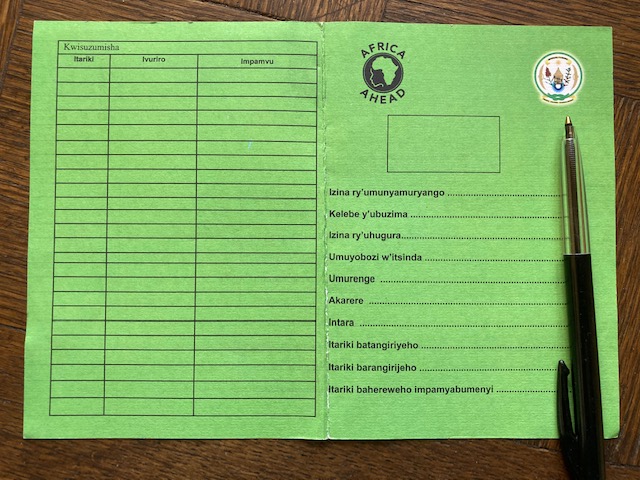 Kwisuzumisha
Itariki Ivuriro Impamvu
AFRICA
AHEAD
Izina ry'umunyamuryango
Kelebe y'ubuzima
Izina ry'uhugura
Umuyobozi w'itsinda
Umurenge
Akarere
Intara
Itariki batangiriyeho
Itariki barangirijeho
Itariki bahereweho impamyabumenyi